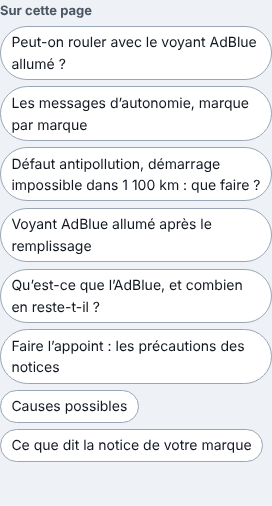 Sur cette page
Peut-on rouler avec le voyant AdBlue
allumé ?
Les messages d’autonomie, marque
par marque
Défaut antipollution, démarrage
impossible dans 1 100 km : que faire ?
Voyant AdBlue allumé après le
remplissage
Qu’est-ce que l’AdBlue, et combien
en reste-t-il ?
Faire l’appoint : les précautions des
notices
Causes possibles
Ce que dit la notice de votre marque